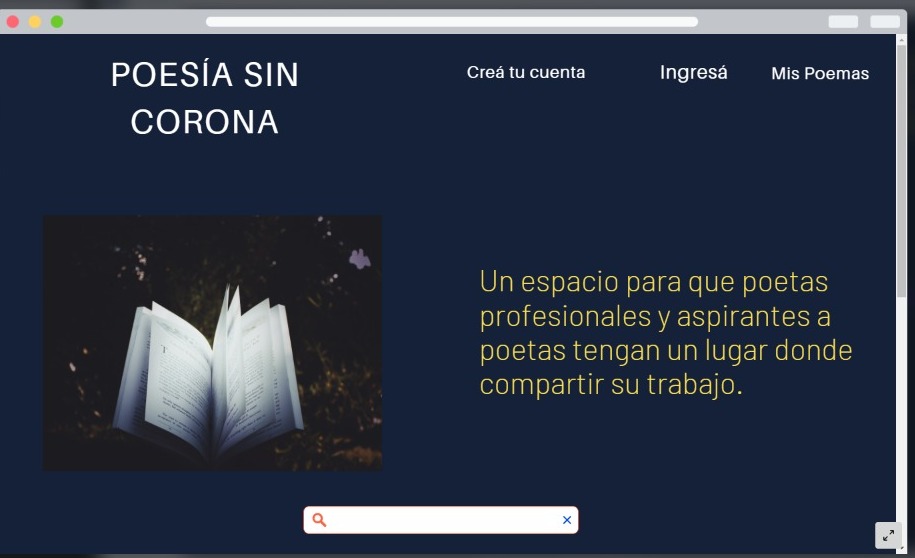 POESÍA SIN
CORONA
Creá tu cuenta
Ingresá
Mis Poemas
Un espacio para que poetas
profesionales y aspirantes a
poetas tengan un lugar donde
compartir su trabajo.